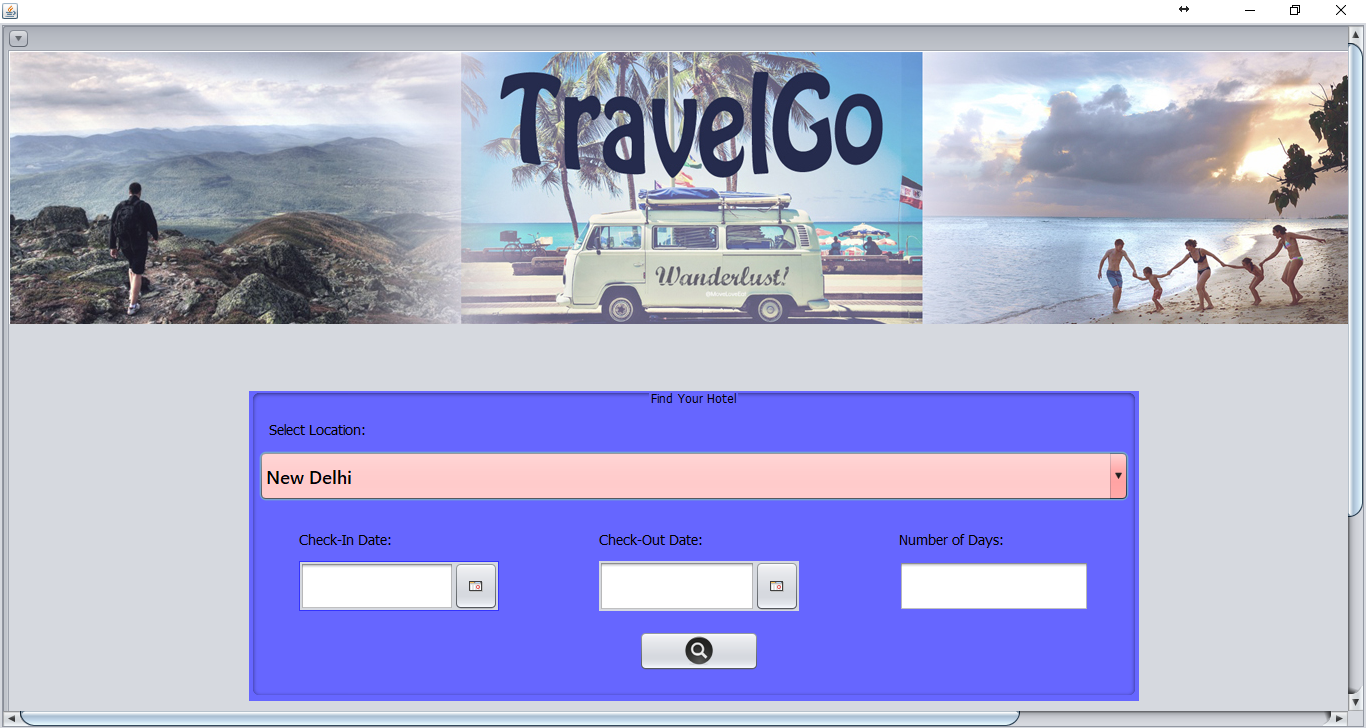 TravelGo
Wanderlust!
Find Your Hotel
Select Location:
New Delhi
Check-In Date:
Check-Out Date:
Number of Days: